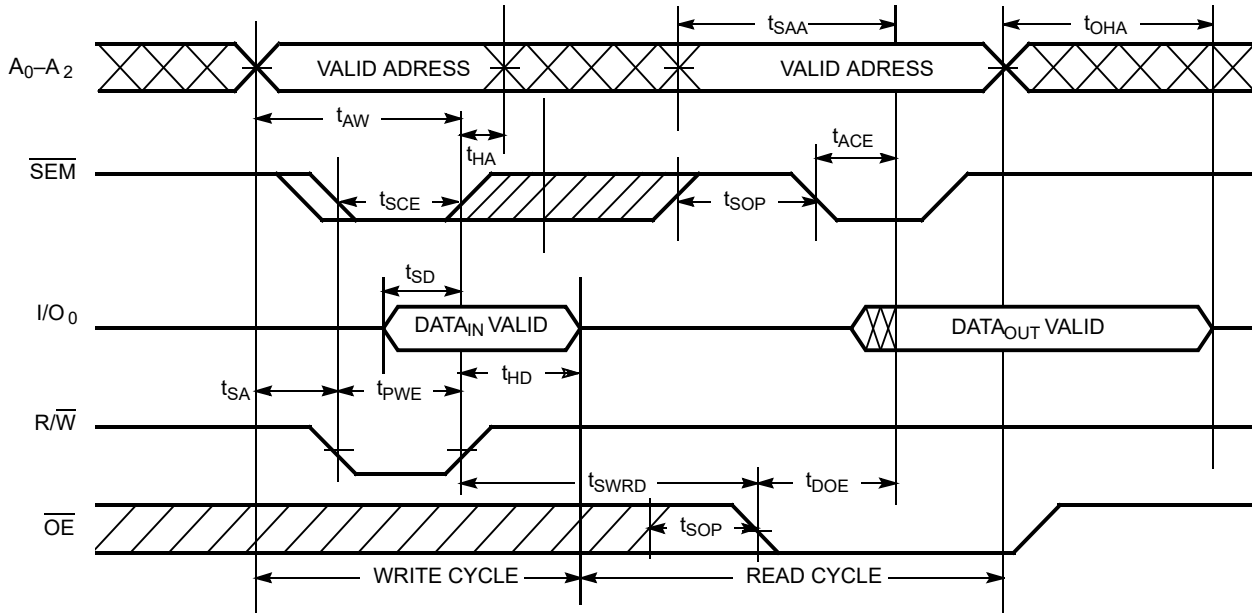 tSAA tOHA
A0–A2 VALID ADRESS VALID ADRESS
tAW tHA tACE
SEM tSCE tSOP
tSD
I/O0 DATAIN VALID DATAOUT VALID
tSA tPWE tHD
R/W
tSWRD tDOE
OE tSOP
WRITE CYCLE READ CYCLE